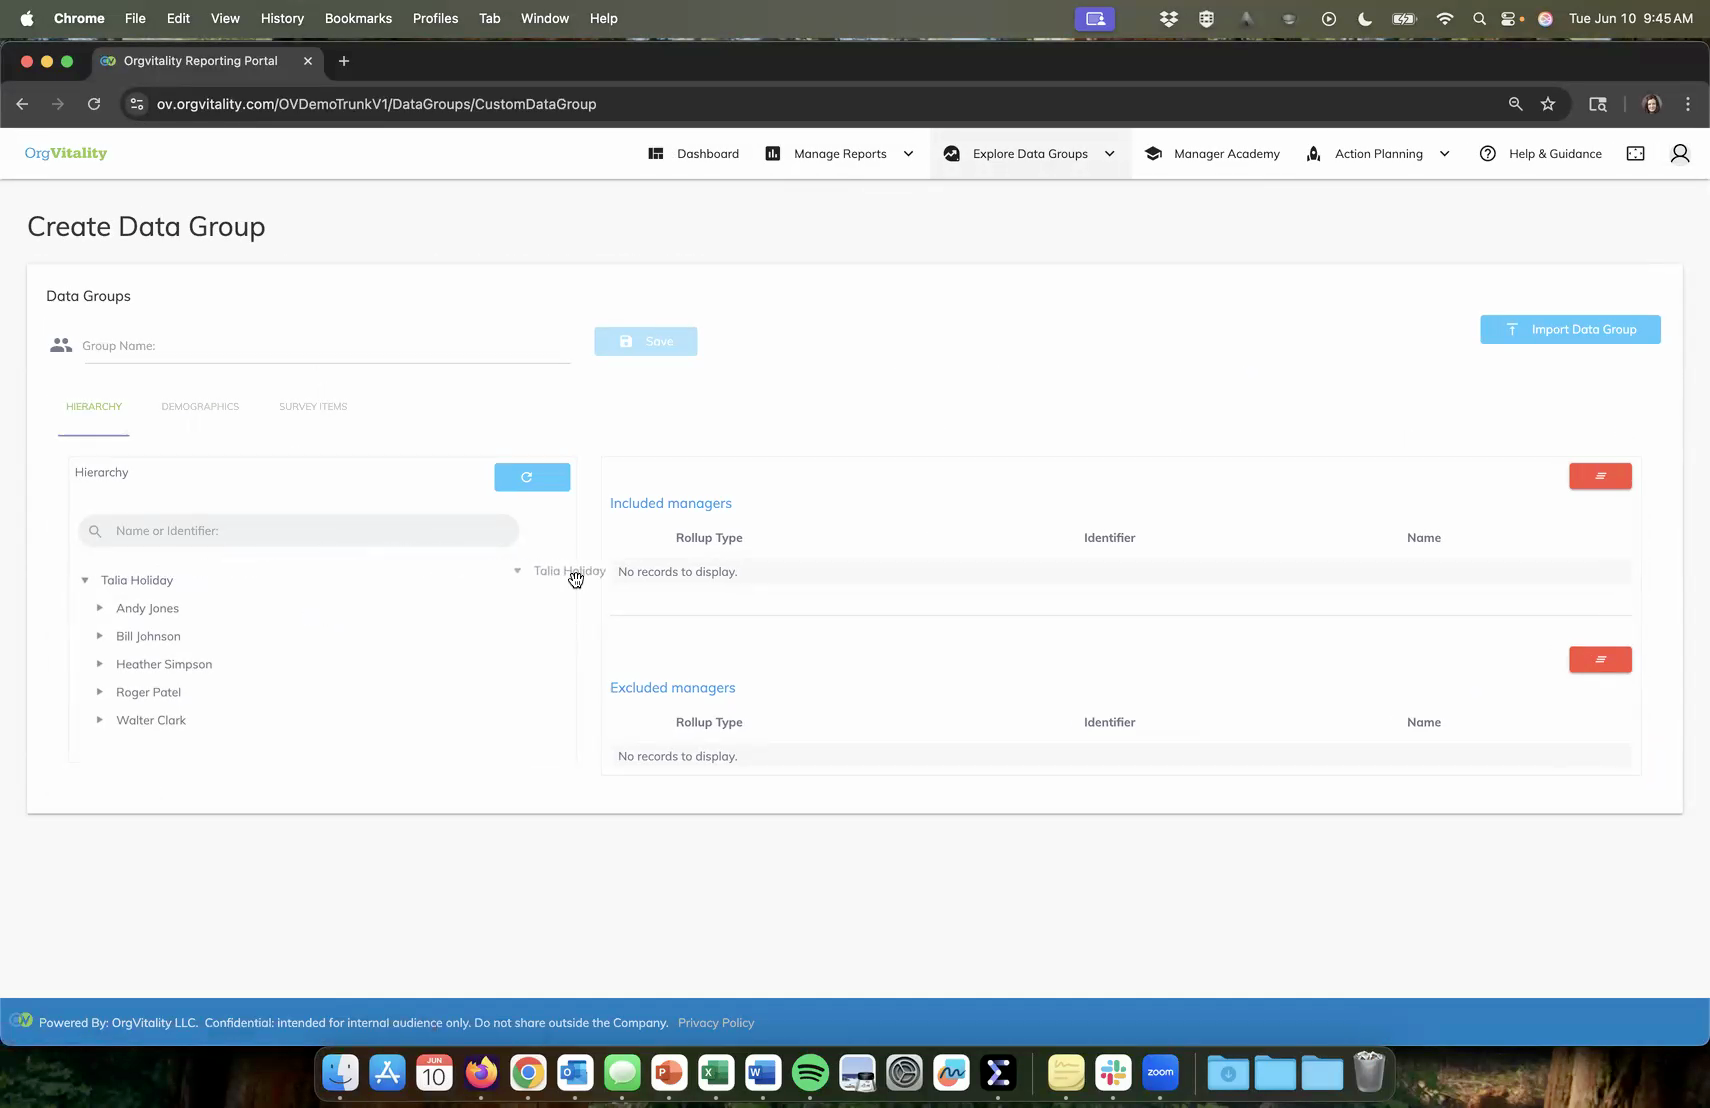 Chrome File Edit View History Bookmarks Profiles Tab Window Help Tue Jun 10 9:45 AM
Orgvitality Reporting Portal
ov.orgvitality.com/OVDemoTrunkV1/DataGroups/CustomDataGroup
OrgVitality Dashboard Manage Reports Explore Data Groups Manager Academy Action Planning Help & Guidance
Create Data Group
Data Groups
Group Name: Save Import Data Group
HIERARCHY DEMOGRAPHICS SURVEY ITEMS
Hierarchy
Name or Identifier:
Talia Holiday
Andy Jones
Bill Johnson
Heather Simpson
Roger Patel
Walter Clark
Talia Holiday
Included managers
Rollup Type Identifier Name
No records to display.
Excluded managers
Rollup Type Identifier Name
No records to display.
Powered By: OrgVitality LLC. Confidential: intended for internal audience only. Do not share outside the Company. Privacy Policy
JUN
10
zoom